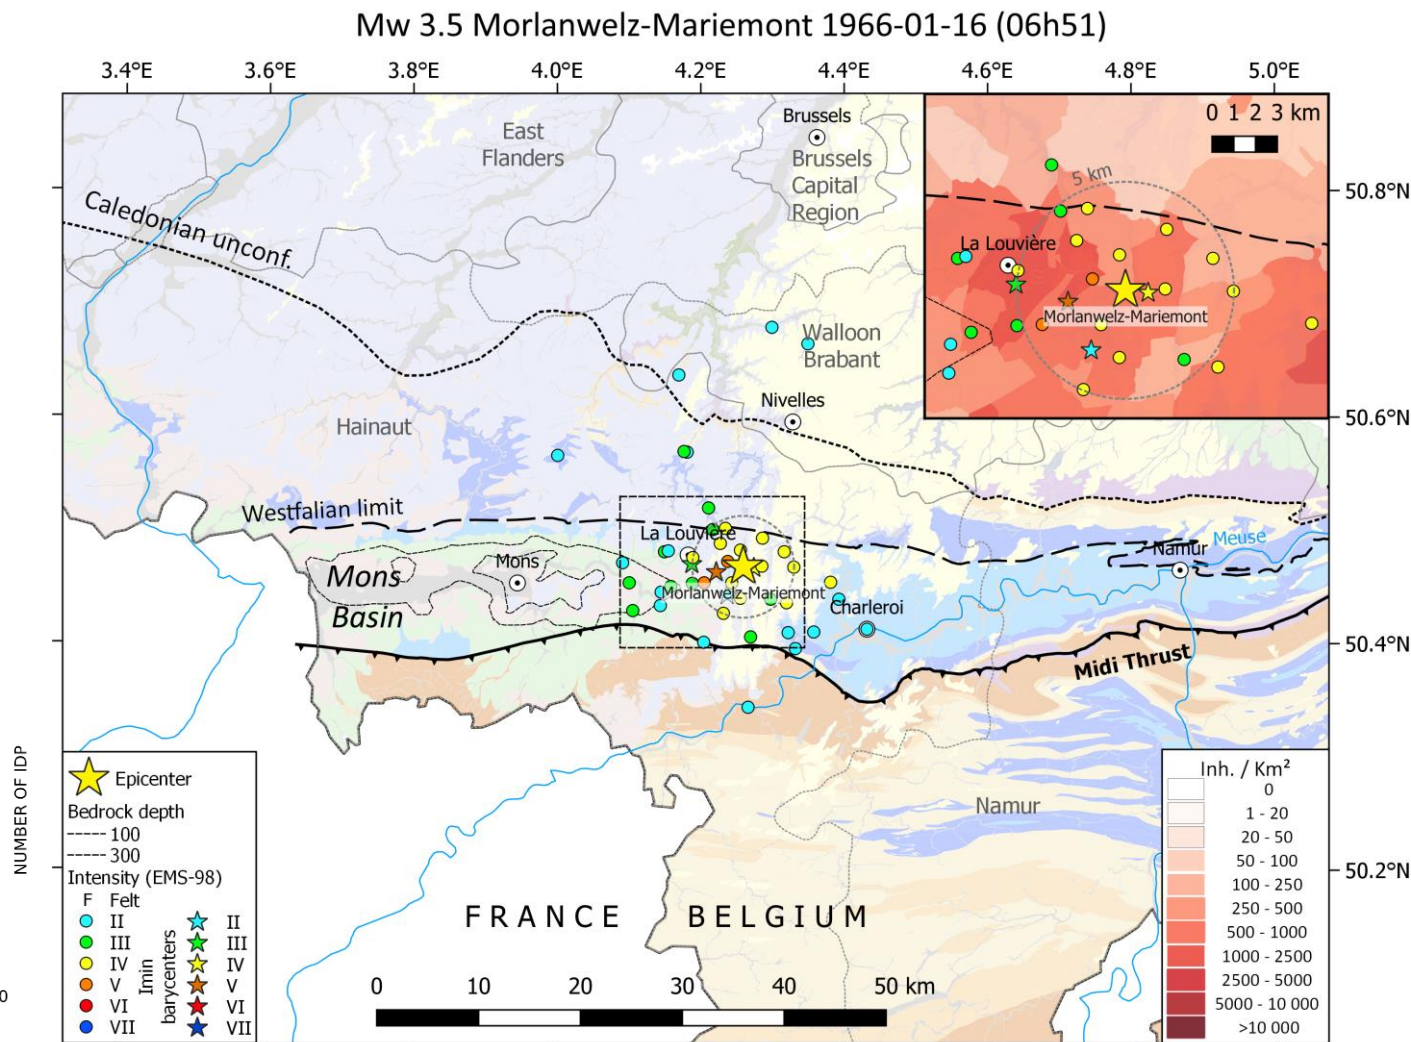 Mw 3.5 Morlanwelz-Mariemont 1966-01-16 (06h51)
3.4°E 3.6°E 3.8°E 4.0°E 4.2°E 4.4°E 4.6°E 4.8°E 5.0°E
Brussels
East
Flanders
Brussels
Capital
Region
0 1 2 3 km
5 km
La Louvière
Morlanwelz-Mariemont
50.8°N
Caledonian unconf.
Walloon
Brabant
Nivelles
Hainaut
50.6°N
Westfalian limit
La Louvière
Mons
Mons
Basin
Morlanwelz-Mariemont
Charleroi
Namur
Meuse
50.4°N
Midi Thrust
NUMBER OF IDP
0
Epicenter
Bedrock depth
100
300
Intensity (EMS-98)
F Felt
II II
III III
IV IV
V V
VI VI
VII VII
Imin
barycenters
FRANCE BELGIUM
Namur
0 10 20 30 40 50 km
50.2°N
Inh. / Km²
0
1 - 20
20 - 50
50 - 100
100 - 250
250 - 500
500 - 1000
1000 - 2500
2500 - 5000
5000 - 10 000
>10 000